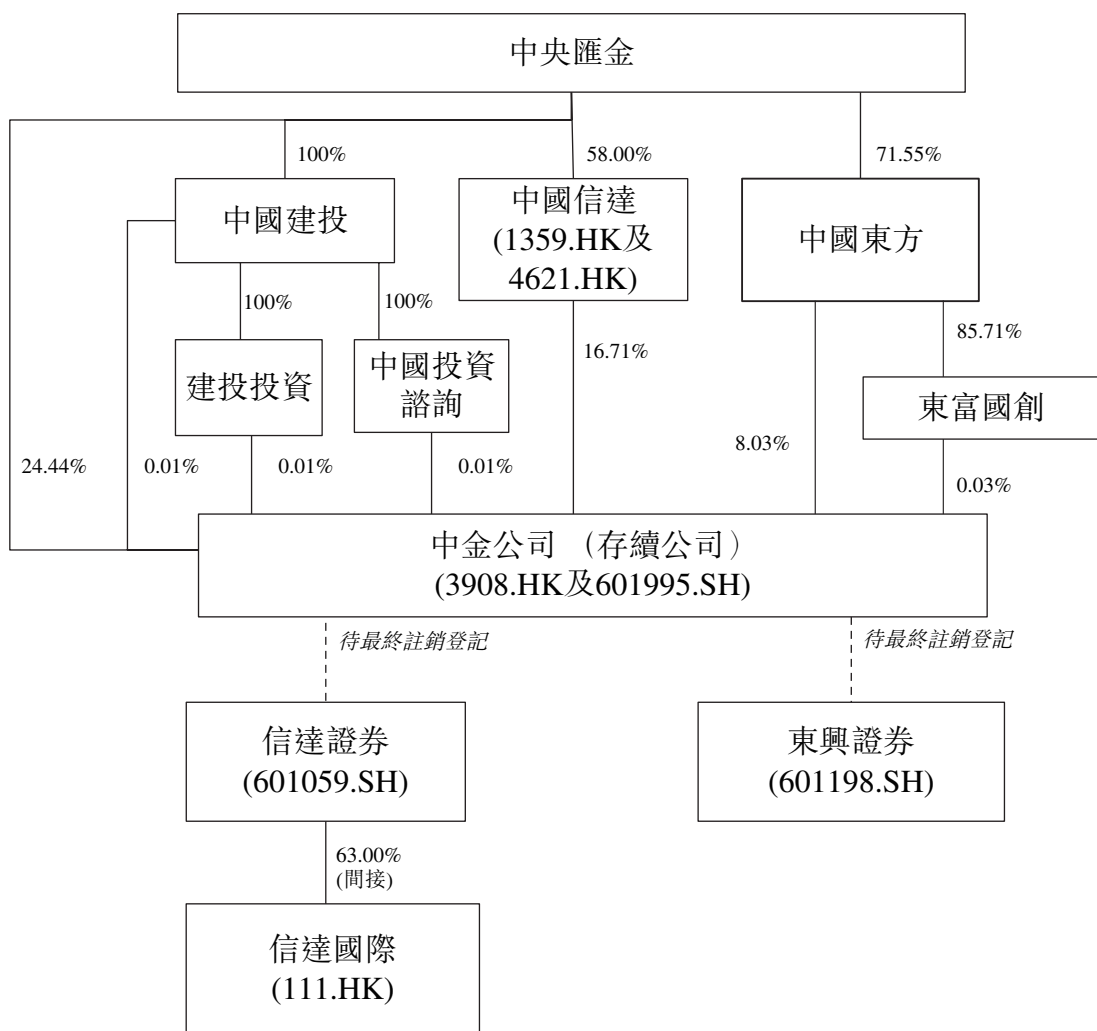 中央匯金
100%
58.00%
71.55%
中國建投
中國信達
(1359.HK及
4621.HK)
中國東方
100%
100%
16.71%
85.71%
建投投資
中國投資
諮詢
東富國創
24.44%
0.01%
0.01%
0.01%
8.03%
0.03%
中金公司 （存續公司）
(3908.HK及601995.SH)
待最終註銷登記
待最終註銷登記
信達證券
(601059.SH)
東興證券
(601198.SH)
63.00%
(間接)
信達國際
(111.HK)